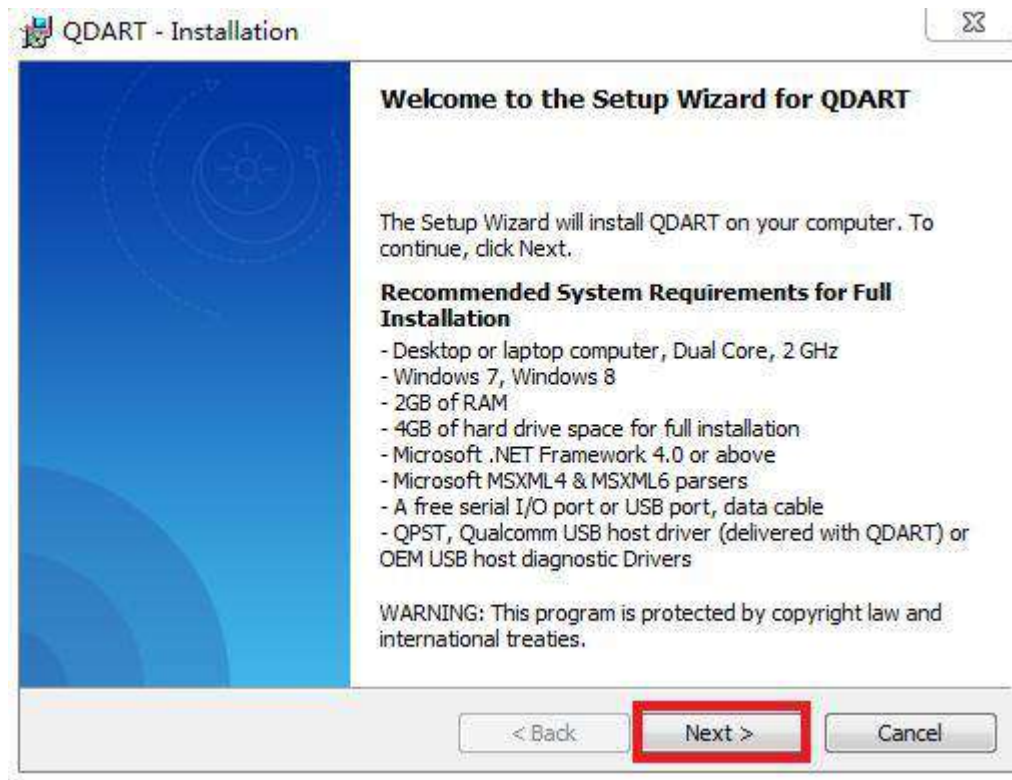 QDART - Installation
Welcome to the Setup Wizard for QDART
The Setup Wizard will install QDART on your computer. To
continue, click Next.
Recommended System Requirements for Full
Installation
- Desktop or laptop computer, Dual Core, 2 GHz
- Windows 7, Windows 8
- 2GB of RAM
- 4GB of hard drive space for full installation
- Microsoft .NET Framework 4.0 or above
- Microsoft MSXML4 & MSXML6 parsers
- A free serial I/O port or USB port, data cable
- QPST, Qualcomm USB host driver (delivered with QDART) or
OEM USB host diagnostic Drivers
WARNING: This program is protected by copyright law and
international treaties.
< Back Next > Cancel